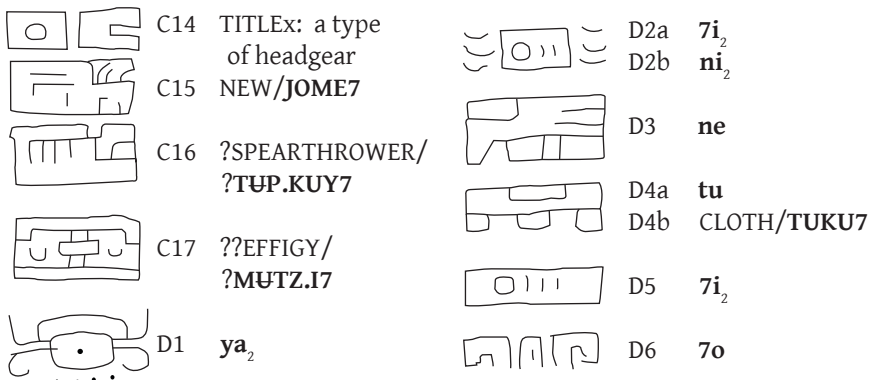 C14 TITLEx: a type
of headgear
C15 NEW/JOME7
C16 ?SPEARTHROWER/
?TɄP.KUY7
C17 ??EFFIGY/
?MɄTZ.I7
D1 ya₂
D2a 7i₂
D2b ni₂
D3 ne
D4a tu
D4b CLOTH/TUKU7
D5 7i₂
D6 7o